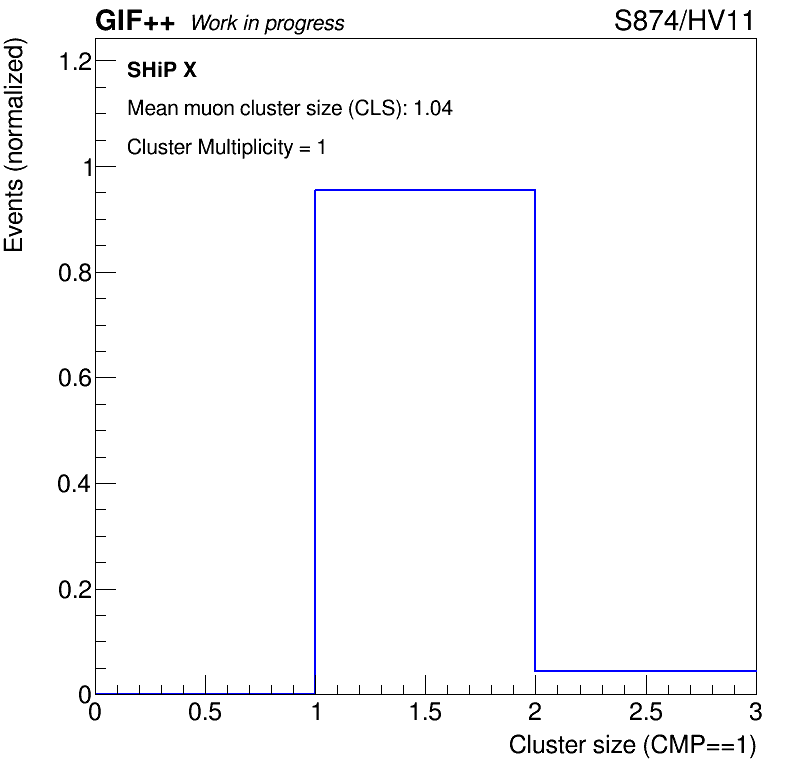 GIF++ Work in progress S874/HV11
Events (normalized)
SHiP X
Mean muon cluster size (CLS): 1.04
Cluster Multiplicity = 1
1.2
1
0.8
0.6
0.4
0.2
0
0 0.5 1 1.5 2 2.5 3
Cluster size (CMP==1)